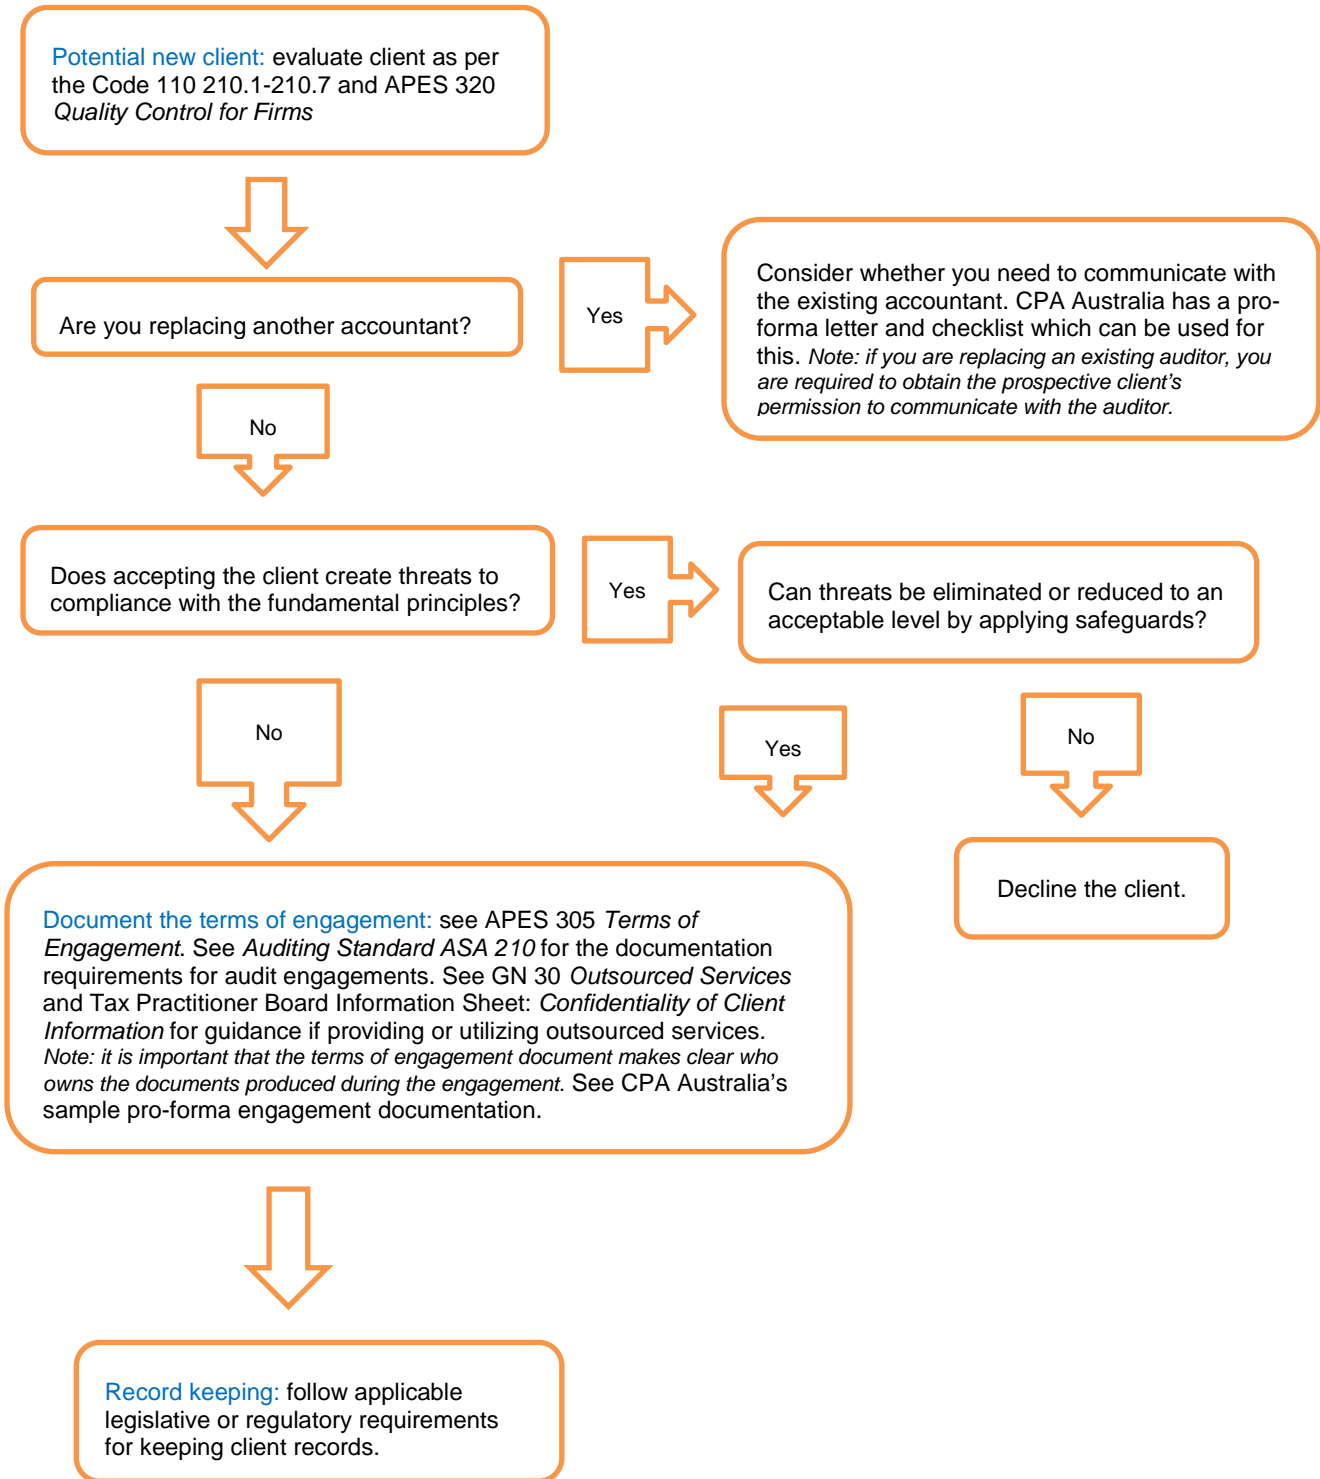 Potential new client: evaluate client as per
the Code 110 210.1-210.7 and APES 320
Quality Control for Firms
Are you replacing another accountant?
Yes
Consider whether you need to communicate with
the existing accountant. CPA Australia has a pro-
forma letter and checklist which can be used for
this. Note: if you are replacing an existing auditor, you
are required to obtain the prospective client's
permission to communicate with the auditor.
No
Does accepting the client create threats to
compliance with the fundamental principles?
Yes
Can threats be eliminated or reduced to an
acceptable level by applying safeguards?
No
Yes
No
Decline the client.
Document the terms of engagement: see APES 305 Terms of
Engagement. See Auditing Standard ASA 210 for the documentation
requirements for audit engagements. See GN 30 Outsourced Services
and Tax Practitioner Board Information Sheet: Confidentiality of Client
Information for guidance if providing or utilizing outsourced services.
Note: it is important that the terms of engagement document makes clear who
owns the documents produced during the engagement. See CPA Australia's
sample pro-forma engagement documentation.
Record keeping: follow applicable
legislative or regulatory requirements
for keeping client records.